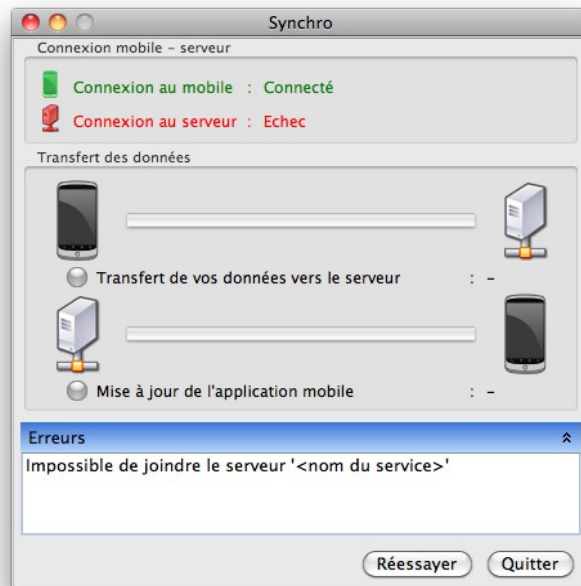 Synchro
Connexion mobile – serveur
Connexion au mobile : Connecté
Connexion au serveur : Echec
Transfert des données
Transfert de vos données vers le serveur : –
Mise à jour de l'application mobile : –
Erreurs
Impossible de joindre le serveur '<nom du service>'
Réessayer Quitter